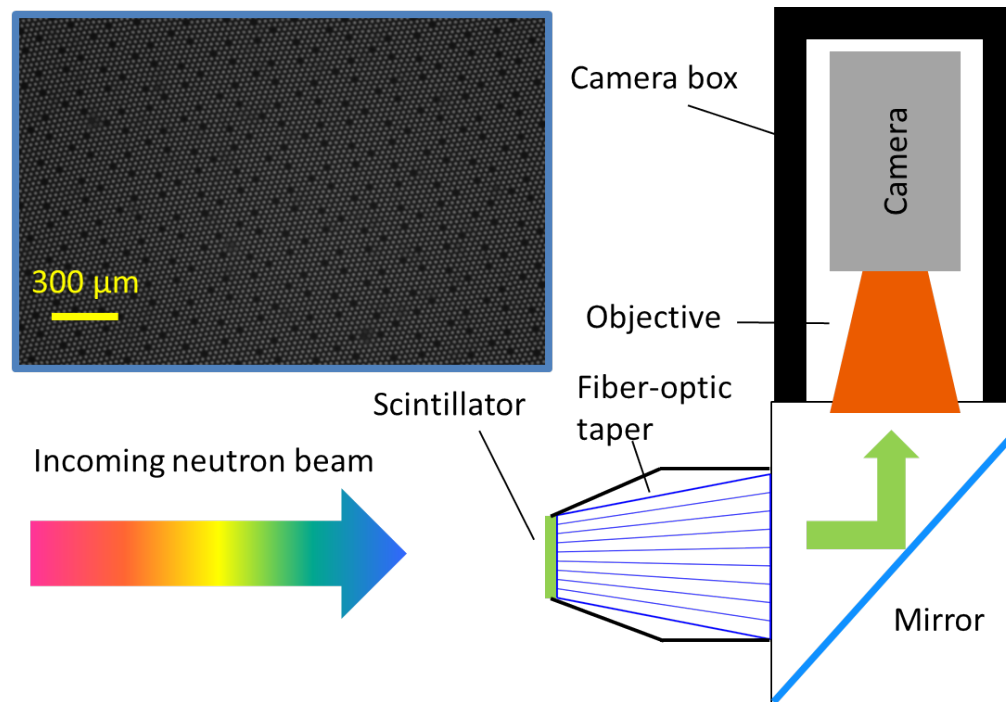 300 µm
Camera box
Camera
Objective
Fiber-optic
taper
Scintillator
Incoming neutron beam
Mirror